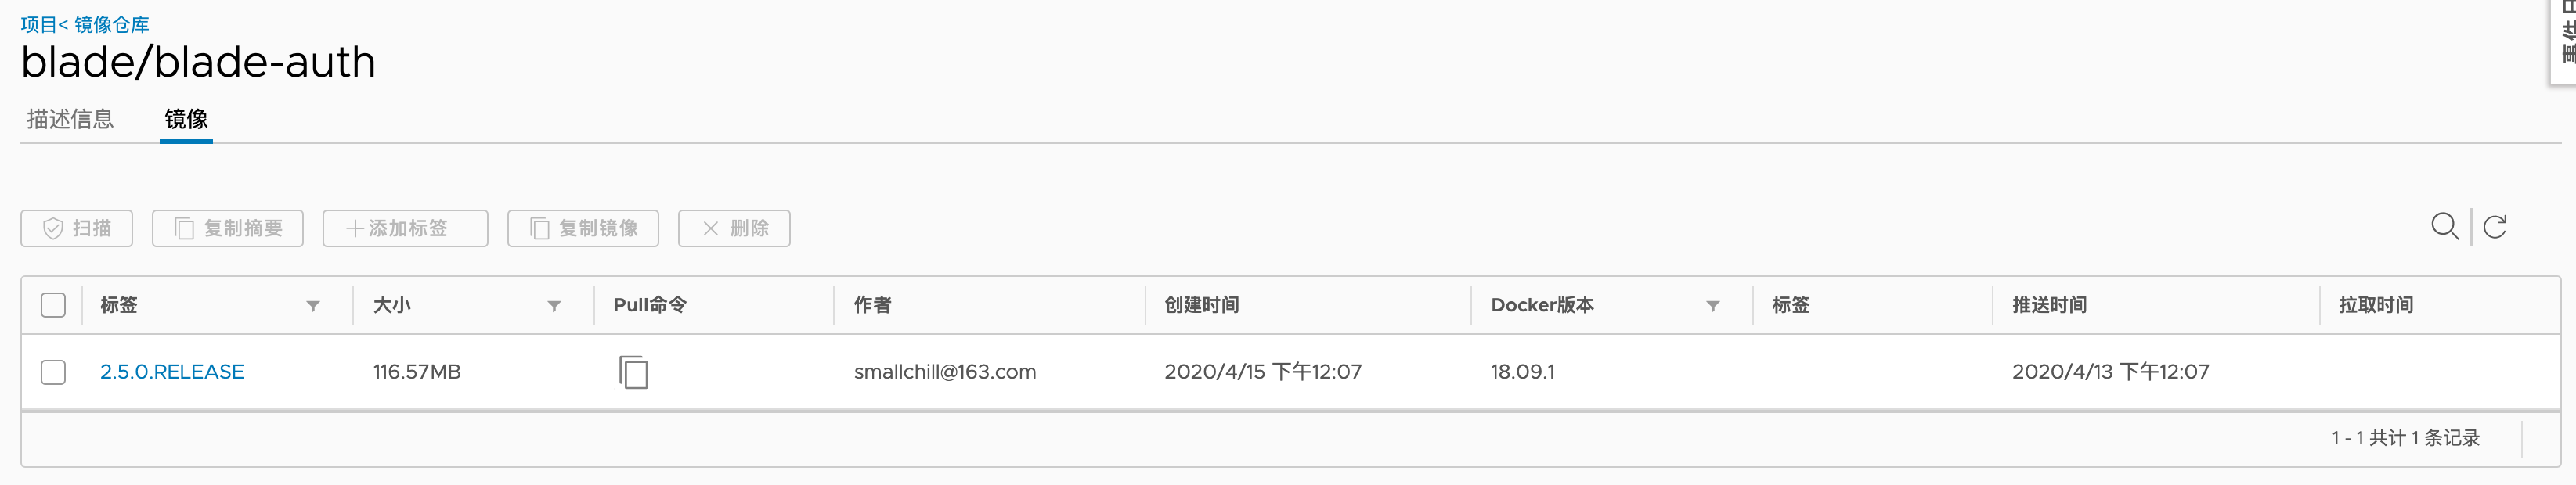 项目< 镜像仓库
blade/blade-auth
描述信息 镜像
扫描 复制摘要 +添加标签 复制镜像 × 删除
标签 大小 Pull命令 作者 创建时间 Docker版本 标签 推送时间 拉取时间
2.5.0.RELEASE 116.57MB smallchill@163.com 2020/4/15 下午12:07 18.09.1 2020/4/13 下午12:07
1 - 1 共计 1 条记录
事件